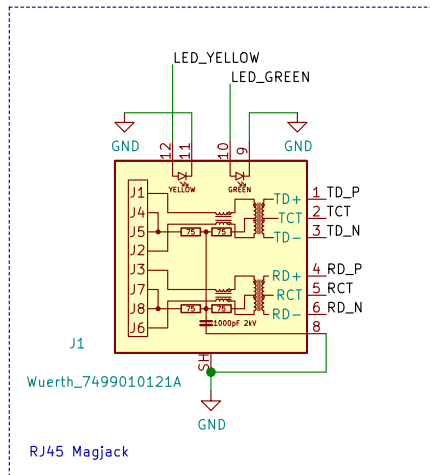 LED_YELLOW
LED_GREEN
GND
12
11
10
9
GND
YELLOW
GREEN
J1
J4
J5
J2
J3
J7
J8
J6
75
75
75
75
1000pF 2kV
TD+
TCT
TD-
RD+
RCT
RD-
1 TD_P
2 TCT
3 TD_N
4 RD_P
5 RCT
6 RD_N
8
SH
J1
Wuerth_7499010121A
GND
RJ45 Magjack